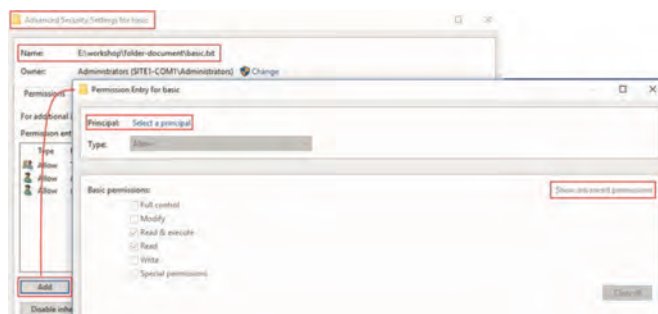 Advanced Security Settings for basic
Name: E:\workshop\folder-document\basic.txt
Owner: Administrators (SITE1-COM1\Administrators) Change
Permissions
Permission Entry for basic
For additional
Principal: Select a principal
Permission ent
Type: Allow
Type
Allow
Allow
Allow
Basic permissions:
Show advanced permissions
Full control
Modify
Read & execute
Read
Write
Special permissions
Add
Clear all
Disable inhe